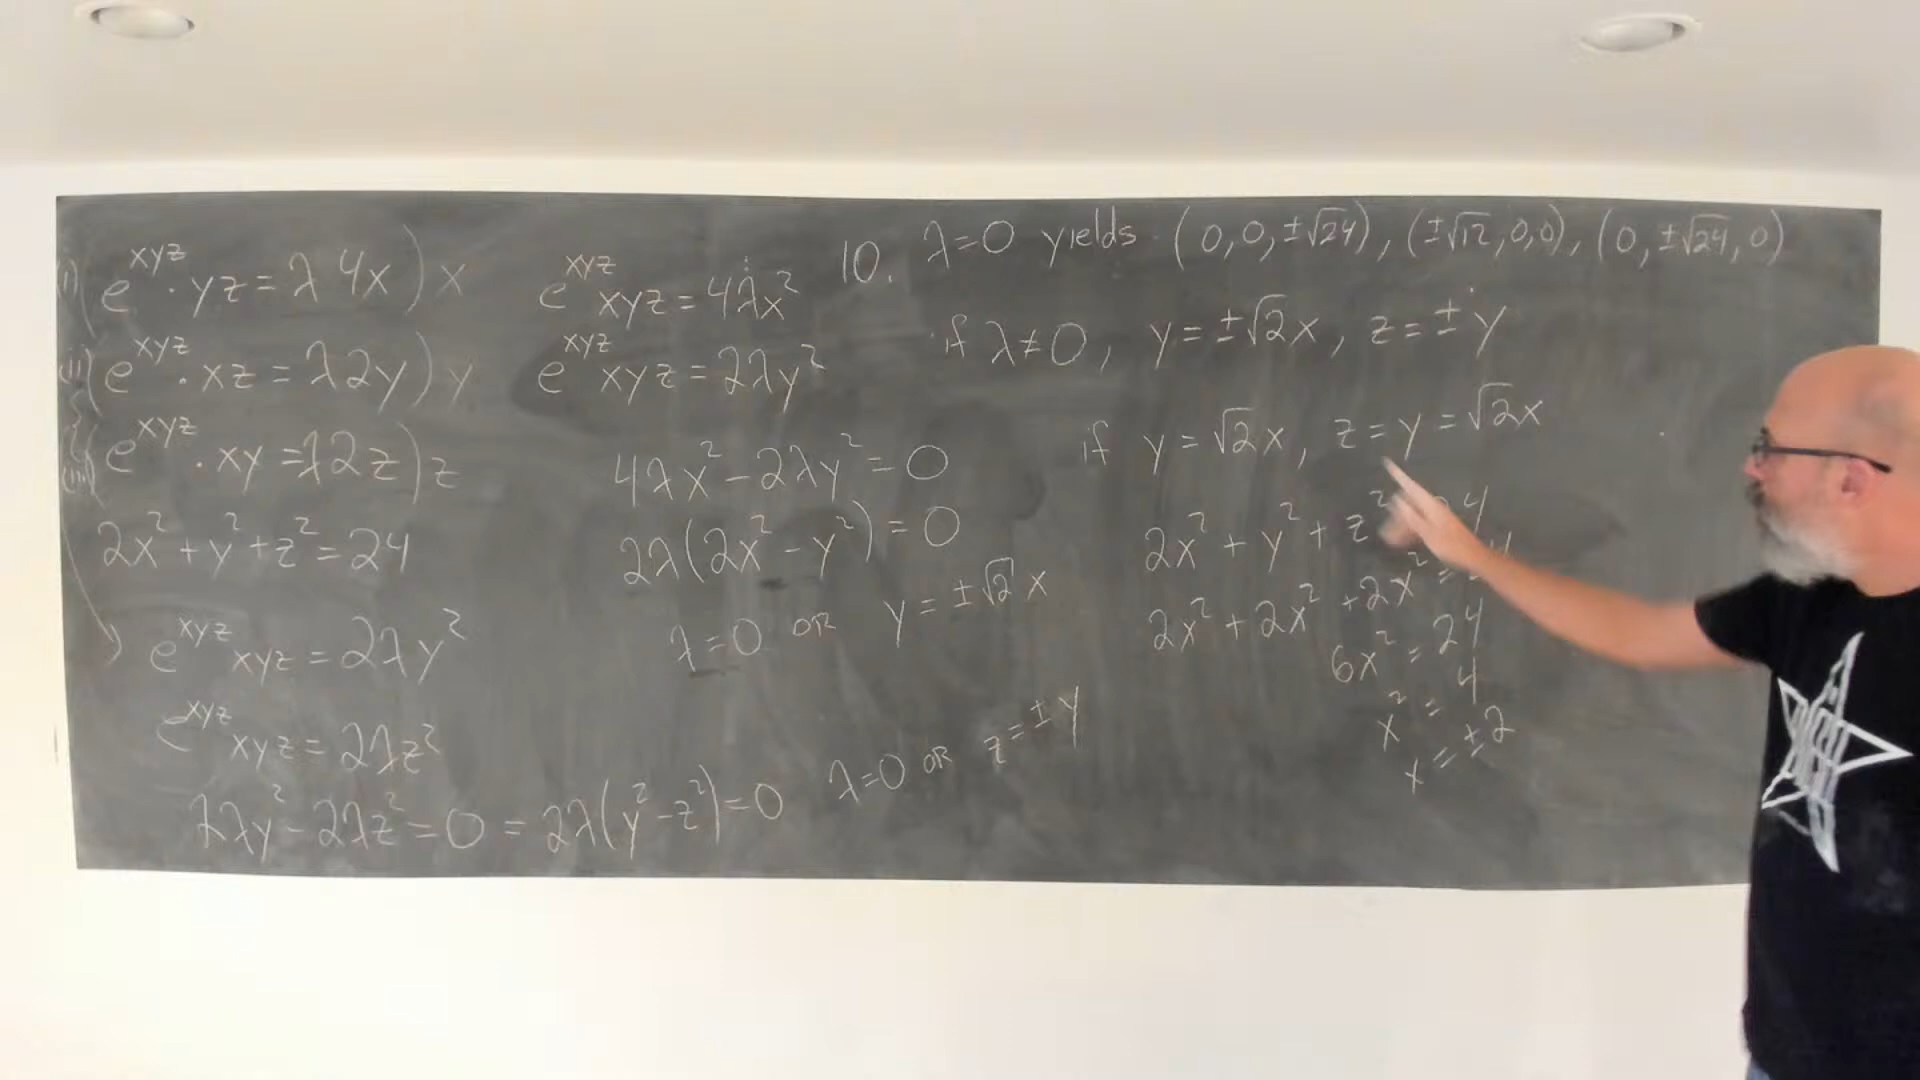 (i) (e^{xyz} · yz = λ4x) x
(ii) (e^{xyz} · xz = λ2y) y
(iii) (e^{xyz} · xy = λ2z) z
2x² + y² + z² = 24
e^{xyz} xyz = 2λy²
e^{xyz} xyz = 2λz²
2λy² - 2λz² = 0 = 2λ(y² - z²) = 0 λ = 0 OR z = ± y
e^{xyz} xyz = 4λx²
e^{xyz} xyz = 2λy²
4λx² - 2λy² = 0
2λ(2x² - y²) = 0
λ = 0 OR y = ±√2 x
10. λ = 0 yields (0, 0, ±√24), (±√12, 0, 0), (0, ±√24, 0)
if λ ≠ 0, y = ±√2x, z = ± y
if y = √2x, z = y = √2x
2x² + y² + z² 4
2x² + 2x² + 2x² =
6x² = 24
x² = 4
x = ±2